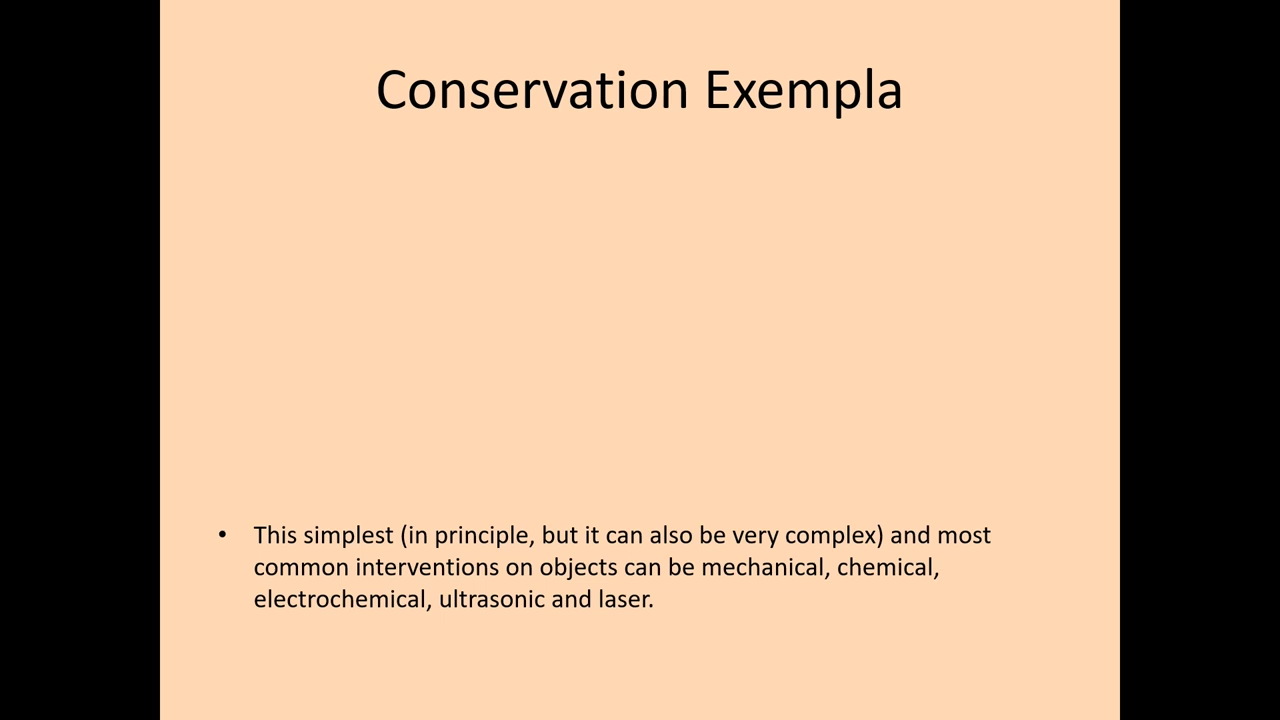 Conservation Exempla
• This simplest (in principle, but it can also be very complex) and most
common interventions on objects can be mechanical, chemical,
electrochemical, ultrasonic and laser.